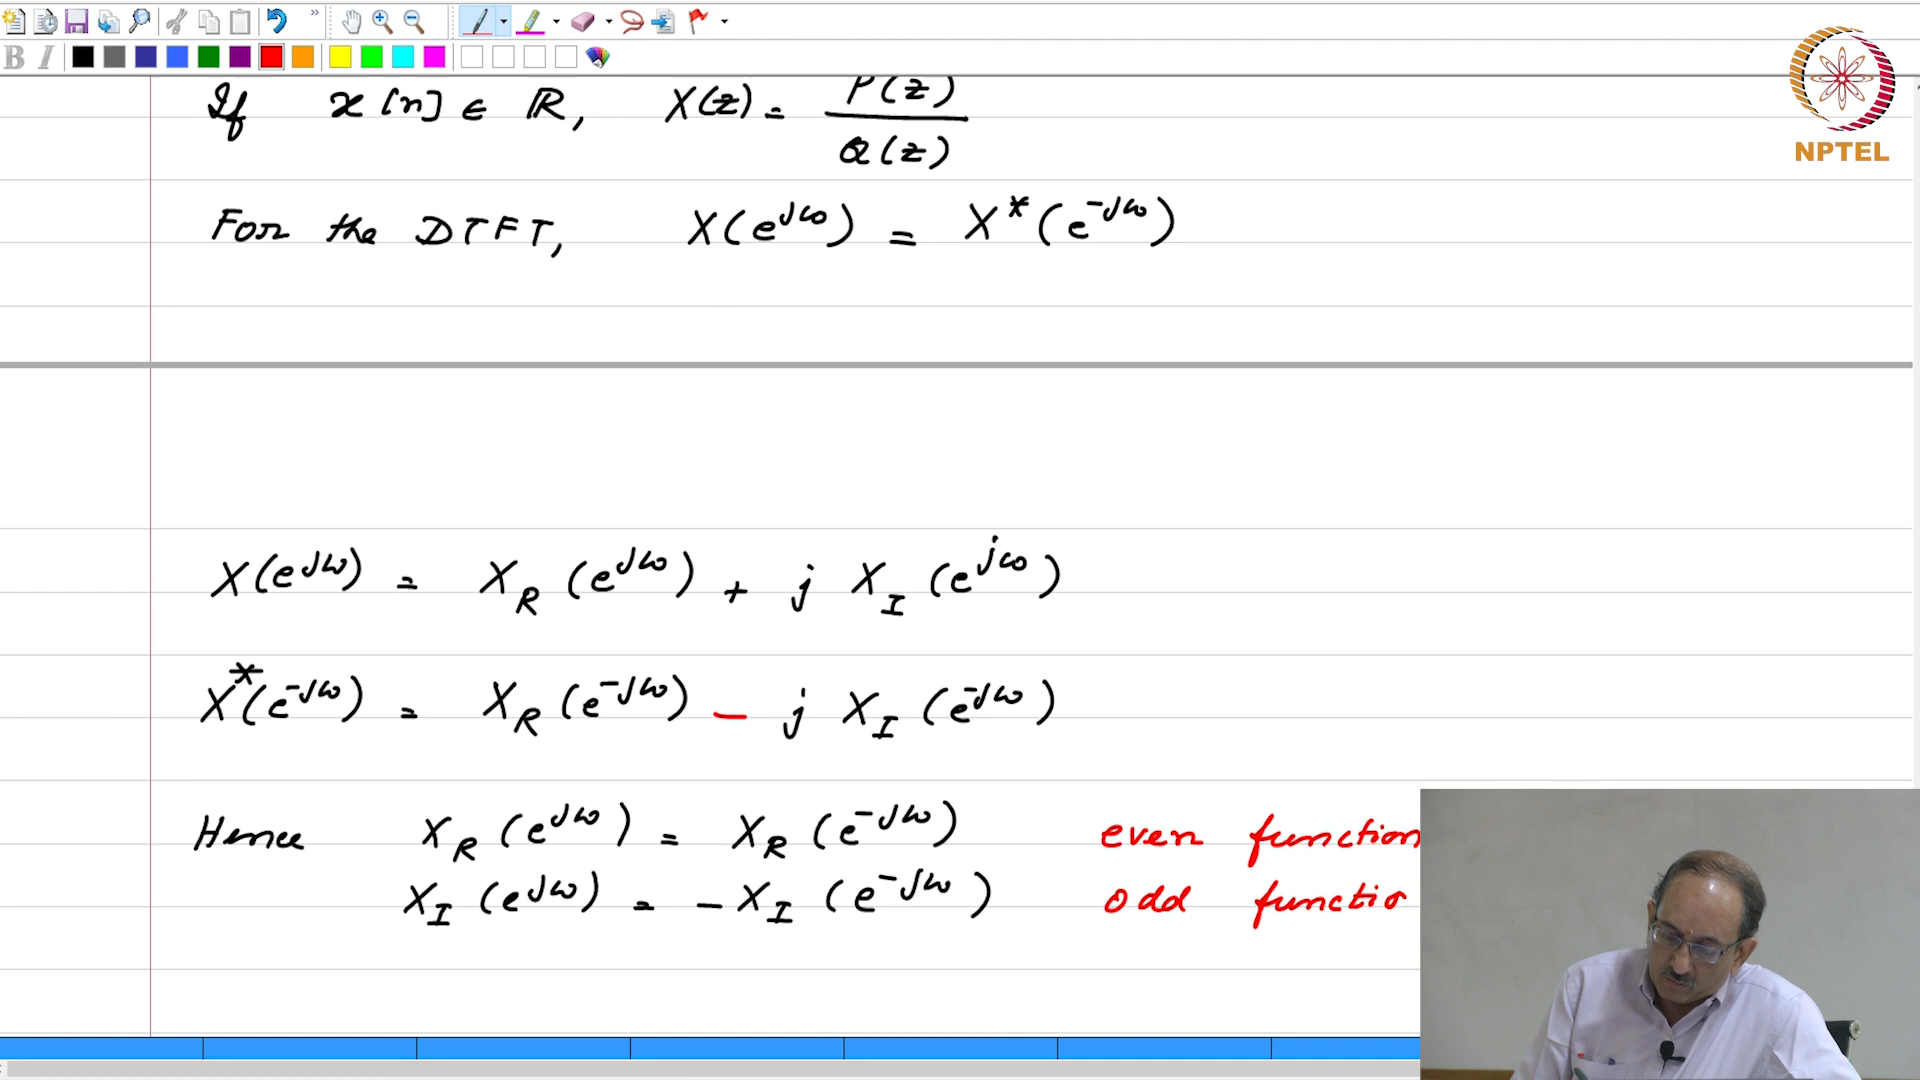 If x[n] ∈ ℝ, X(z) = P(z) / Q(z)
For the DTFT, X(e^{jω}) = X*(e^{-jω})
X(e^{jω}) = X_R(e^{jω}) + j X_I(e^{jω})
X*(e^{-jω}) = X_R(e^{-jω}) - j X_I(e^{-jω})
Hence X_R(e^{jω}) = X_R(e^{-jω}) even function
X_I(e^{jω}) = -X_I(e^{-jω}) odd functio
NPTEL
B I